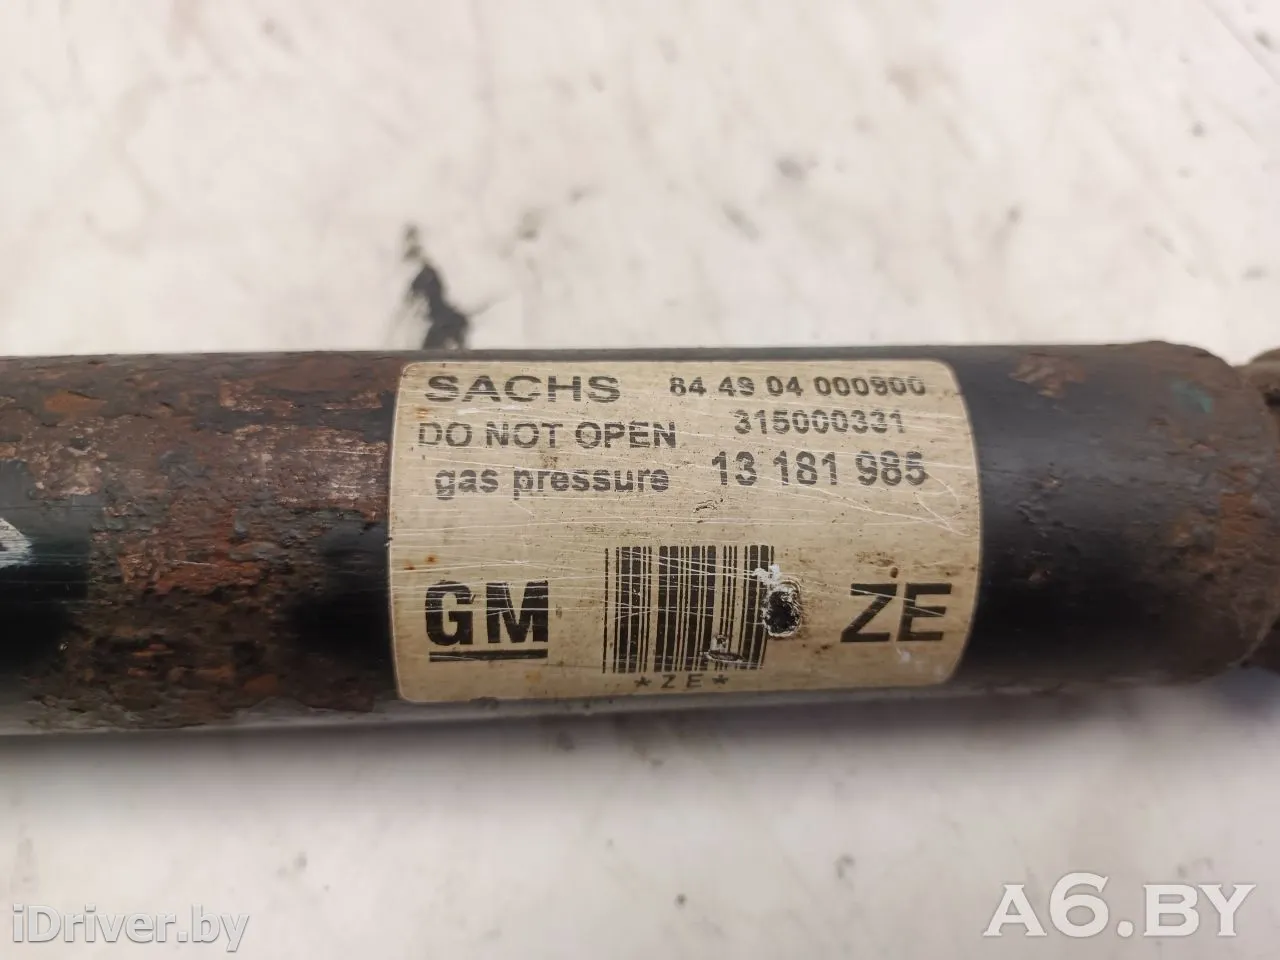 SACHS 84 49 04 000900
DO NOT OPEN 315000331
gas pressure 13 181 985
GM ZE
*ZE*
iDriver.by
A6.BY